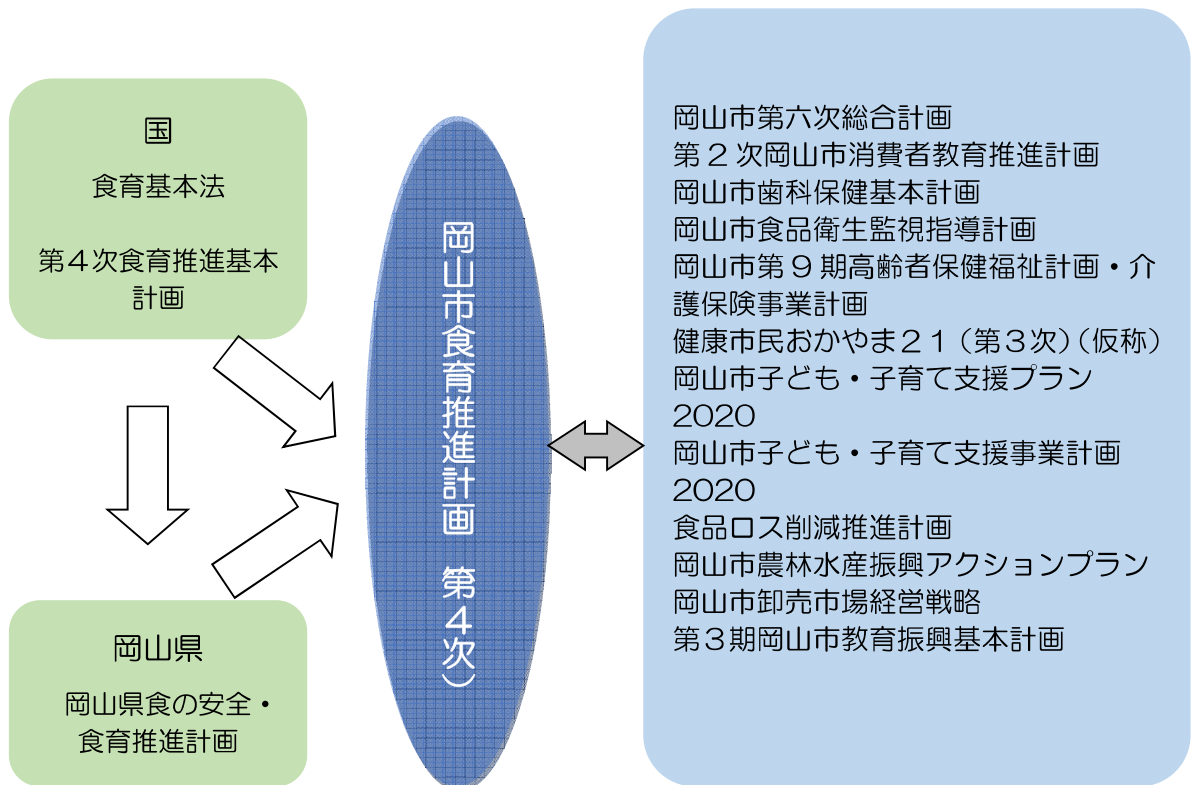 国
食育基本法
第４次食育推進基本
計画
岡山県
岡山県食の安全・
食育推進計画
岡山市食育推進計画　第４次）
岡山市第六次総合計画
第２次岡山市消費者教育推進計画
岡山市歯科保健基本計画
岡山市食品衛生監視指導計画
岡山市第９期高齢者保健福祉計画・介
護保険事業計画
健康市民おかやま２１（第３次）（仮称）
岡山市子ども・子育て支援プラン
2020
岡山市子ども・子育て支援事業計画
2020
食品ロス削減推進計画
岡山市農林水産振興アクションプラン
岡山市卸売市場経営戦略
第３期岡山市教育振興基本計画